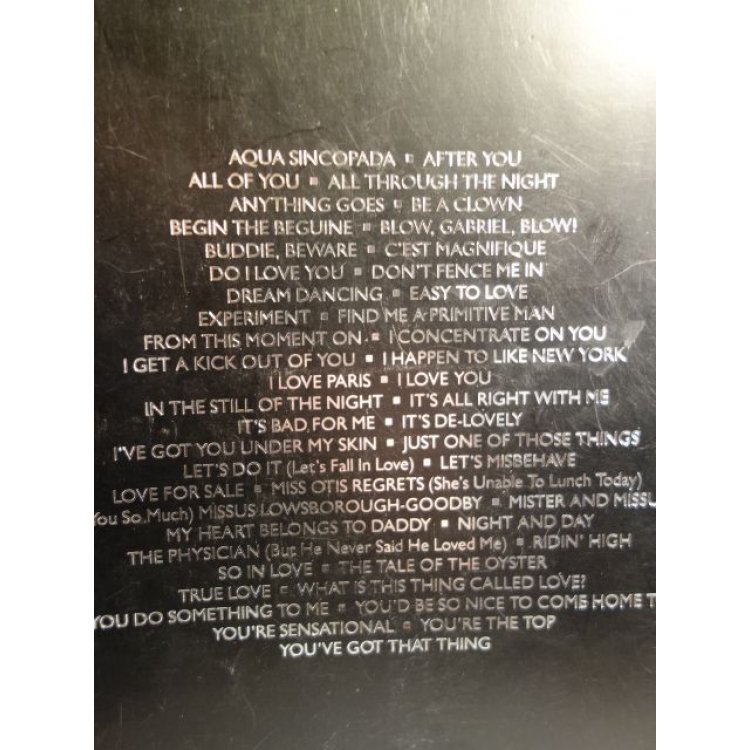 AQUA SINCOPADA ▪ AFTER YOU
ALL OF YOU ▪ ALL THROUGH THE NIGHT
ANYTHING GOES ▪ BE A CLOWN
BEGIN THE BEGUINE ▪ BLOW, GABRIEL, BLOW!
BUDDIE, BEWARE ▪ C'EST MAGNIFIQUE
DO I LOVE YOU ▪ DON'T FENCE ME IN
DREAM DANCING ▪ EASY TO LOVE
EXPERIMENT ▪ FIND ME A PRIMITIVE MAN
FROM THIS MOMENT ON ▪ I CONCENTRATE ON YOU
I GET A KICK OUT OF YOU ▪ I HAPPEN TO LIKE NEW YORK
I LOVE PARIS ▪ I LOVE YOU
IN THE STILL OF THE NIGHT ▪ IT'S ALL RIGHT WITH ME
IT'S BAD FOR ME ▪ IT'S DE-LOVELY
I'VE GOT YOU UNDER MY SKIN ▪ JUST ONE OF THOSE THINGS
LET'S DO IT (Let's Fall In Love) ▪ LET'S MISBEHAVE
LOVE FOR SALE ▪ MISS OTIS REGRETS (She's Unable To Lunch Today)
You So Much) MISSUS LOWSBOROUGH-GOODBY ▪ MISTER AND MISSU
MY HEART BELONGS TO DADDY ▪ NIGHT AND DAY
THE PHYSICIAN (But He Never Said He Loved Me) ▪ RIDIN' HIGH
SO IN LOVE ▪ THE TALE OF THE OYSTER
TRUE LOVE ▪ WHAT IS THIS THING CALLED LOVE?
YOU DO SOMETHING TO ME ▪ YOU'D BE SO NICE TO COME HOME T
YOU'RE SENSATIONAL ▪ YOU'RE THE TOP
YOU'VE GOT THAT THING